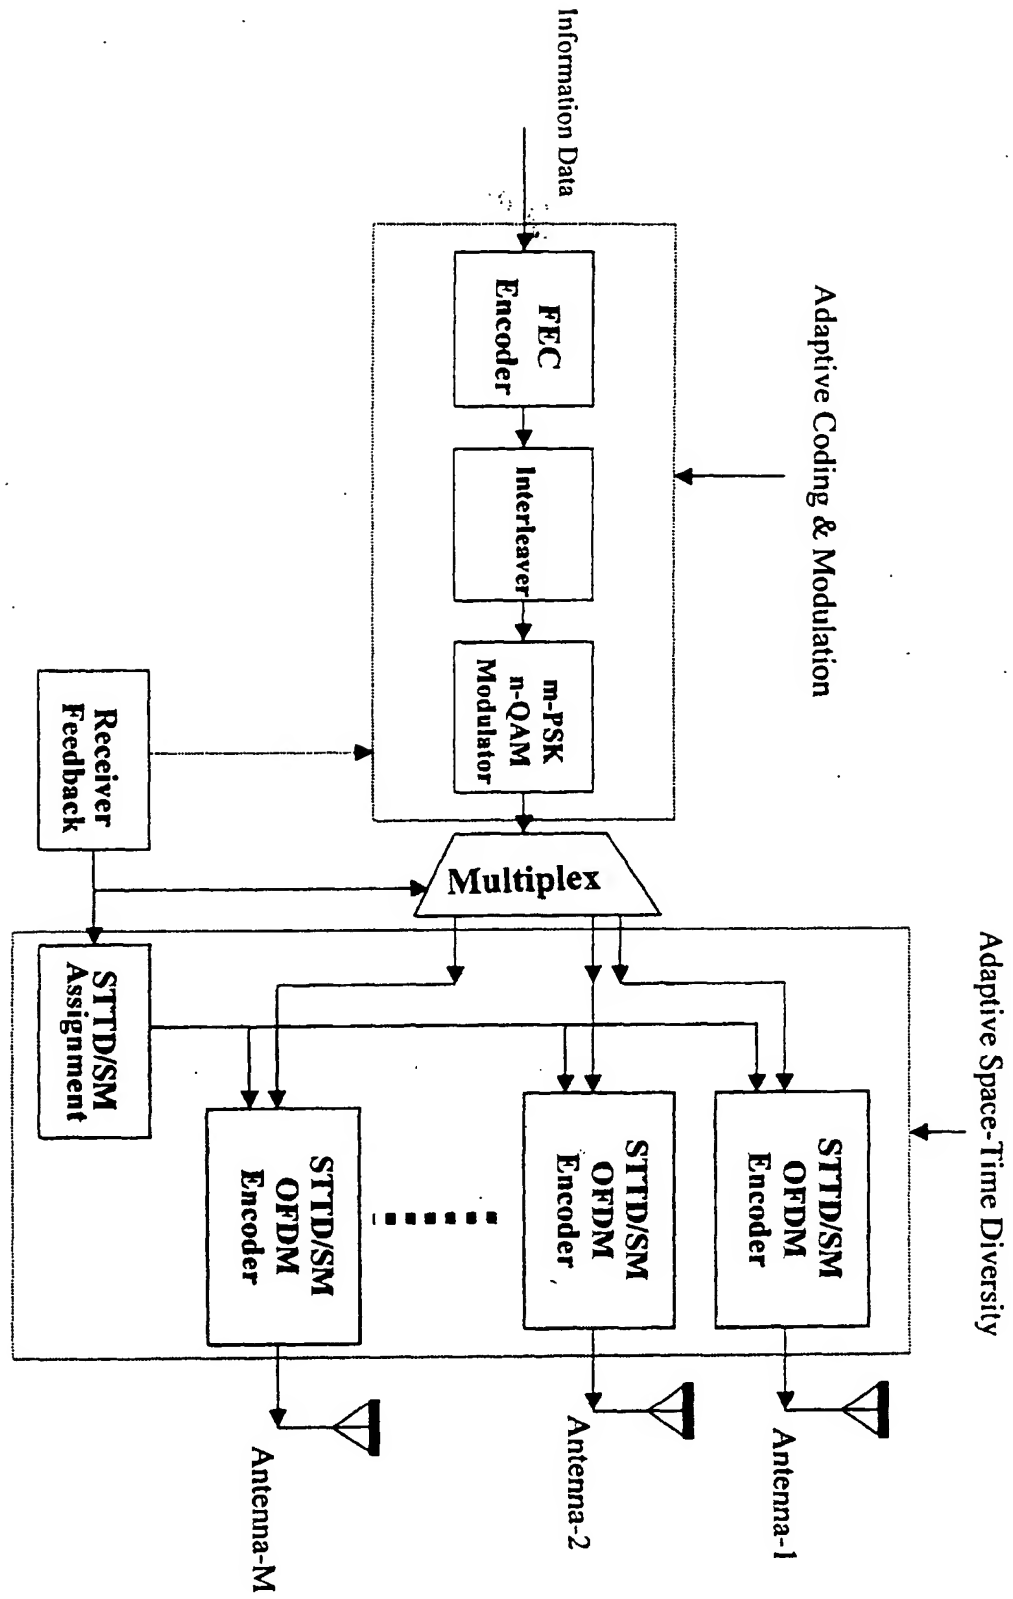 Adaptive Coding & Modulation
Adaptive Space-Time Diversity
Information Data
FEC
Encoder
Interleaver
m-PSK
n-QAM
Modulator
Multiplex
STTD/SM
OFDM
Encoder
Antenna-1
STTD/SM
OFDM
Encoder
Antenna-2
STTD/SM
OFDM
Encoder
Antenna-M
Receiver
Feedback
STTD/SM
Assignment